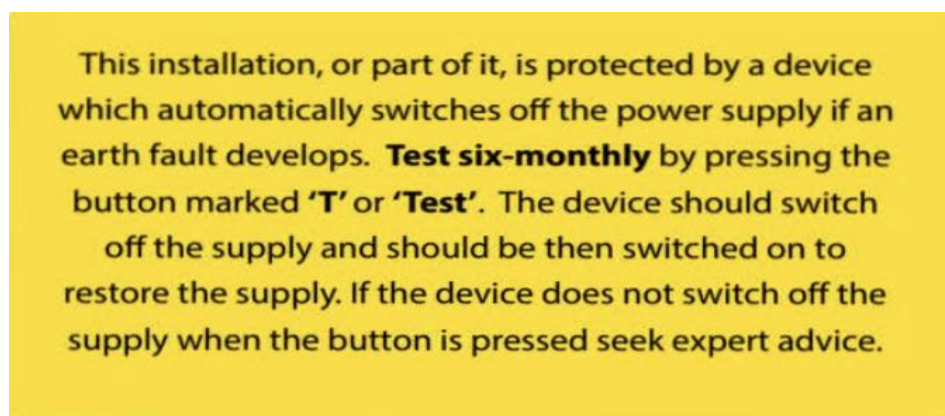 This installation, or part of it, is protected by a device
which automatically switches off the power supply if an
earth fault develops. Test six-monthly by pressing the
button marked ‘T’ or ‘Test’. The device should switch
off the supply and should be then switched on to
restore the supply. If the device does not switch off the
supply when the button is pressed seek expert advice.